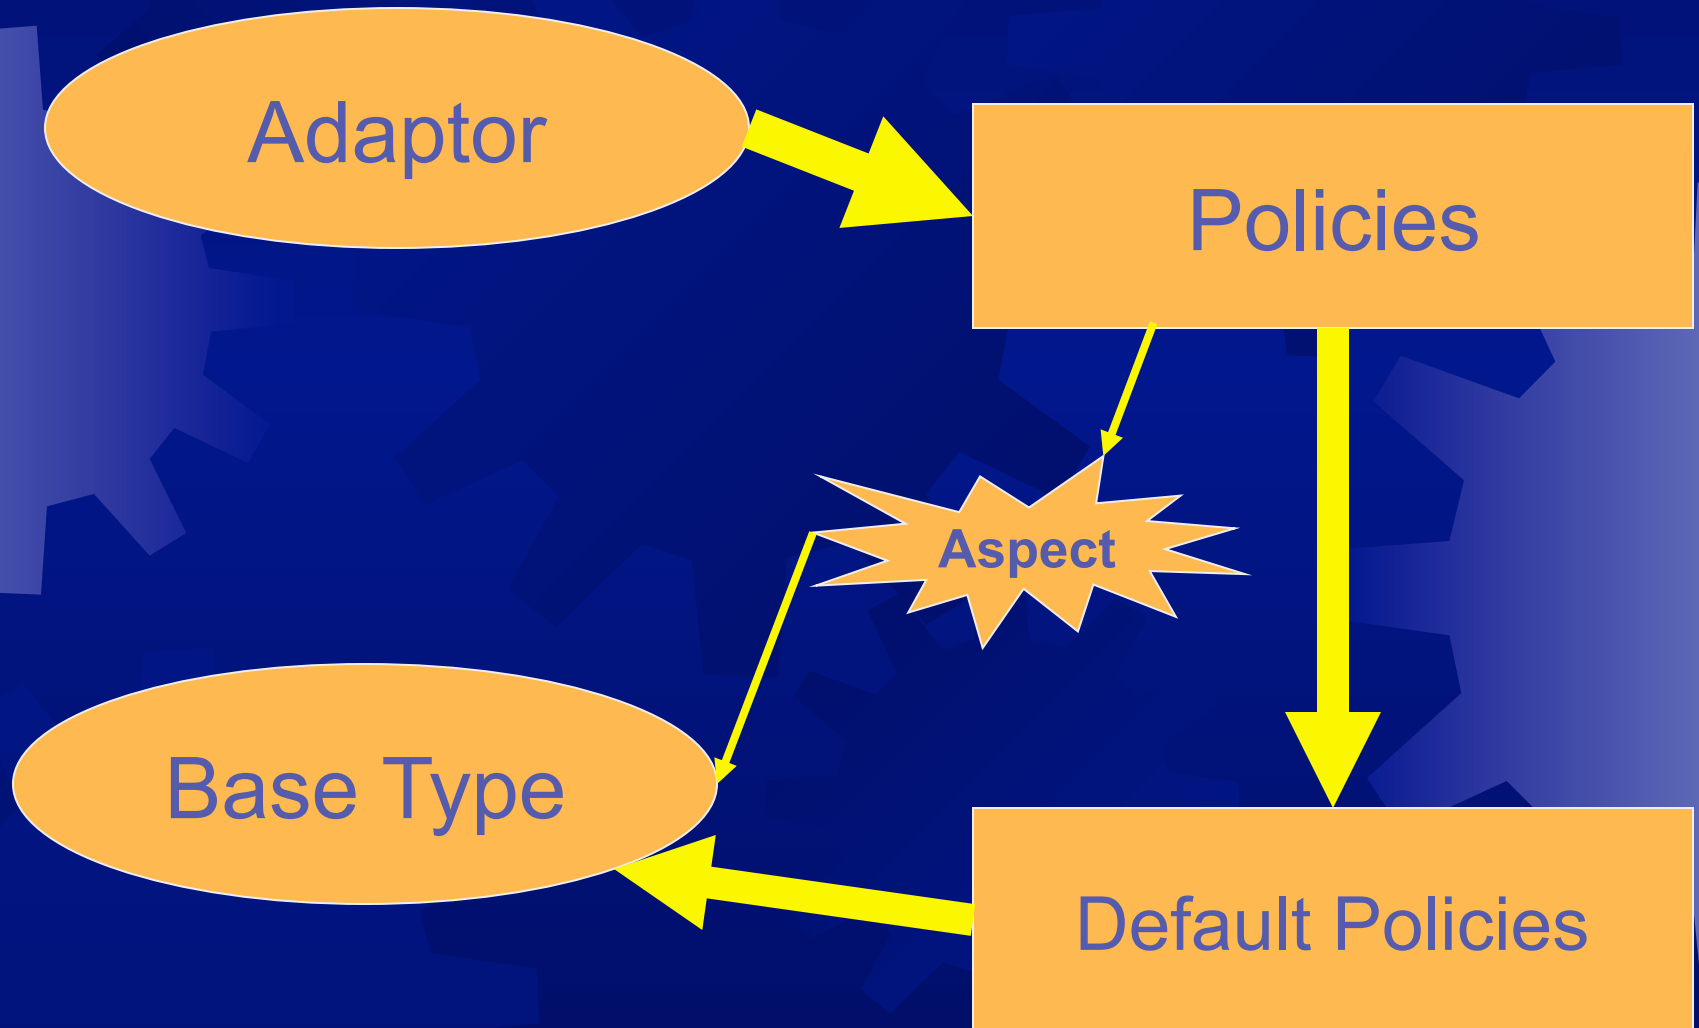 Adaptor
Policies
Aspect
Base Type
Default Policies